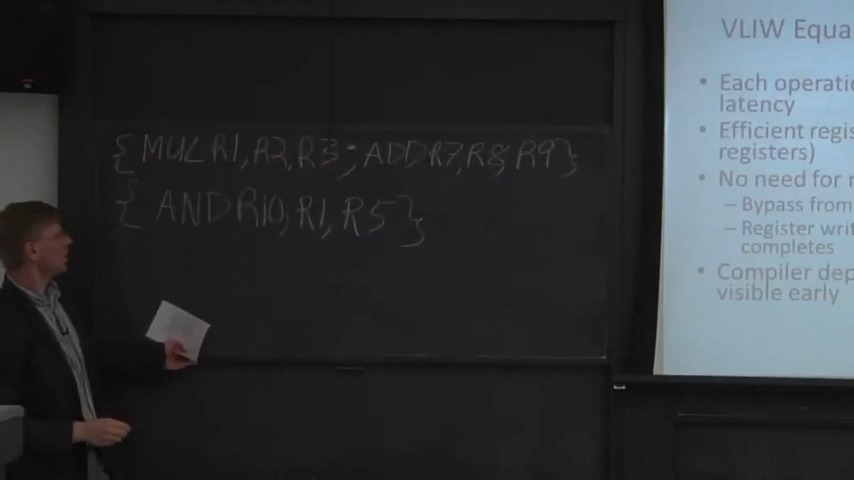 { MUL R1, R2, R3; ADD R7, R8, R9 }
{ AND R10, R1, R5 }
VLIW Equa
• Each operati
latency
• Efficient regis
registers)
• No need for r
– Bypass from
– Register writ
completes
• Compiler dep
visible early